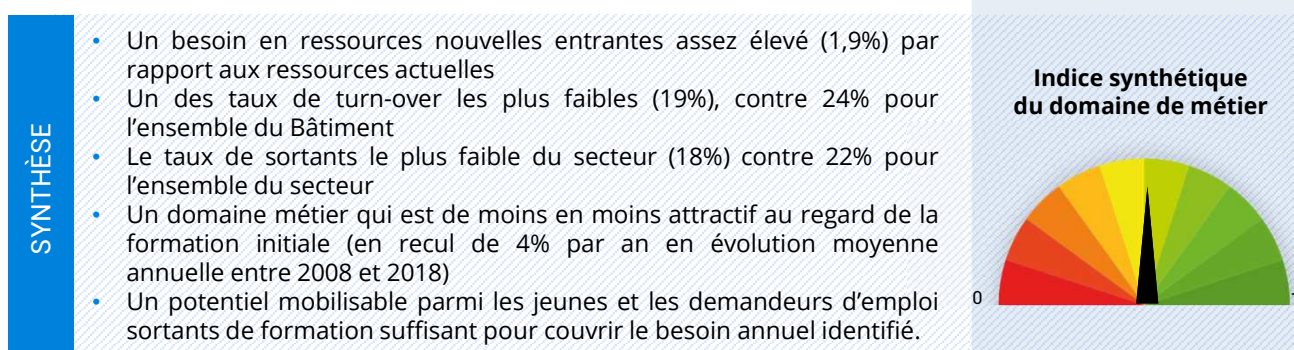 SYNTHÈSE
• Un besoin en ressources nouvelles entrantes assez élevé (1,9%) par
rapport aux ressources actuelles
• Un des taux de turn-over les plus faibles (19%), contre 24% pour
l'ensemble du Bâtiment
• Le taux de sortants le plus faible du secteur (18%) contre 22% pour
l'ensemble du secteur
• Un domaine métier qui est de moins en moins attractif au regard de la
formation initiale (en recul de 4% par an en évolution moyenne
annuelle entre 2008 et 2018)
• Un potentiel mobilisable parmi les jeunes et les demandeurs d'emploi
sortants de formation suffisant pour couvrir le besoin annuel identifié.
Indice synthétique
du domaine de métier
0